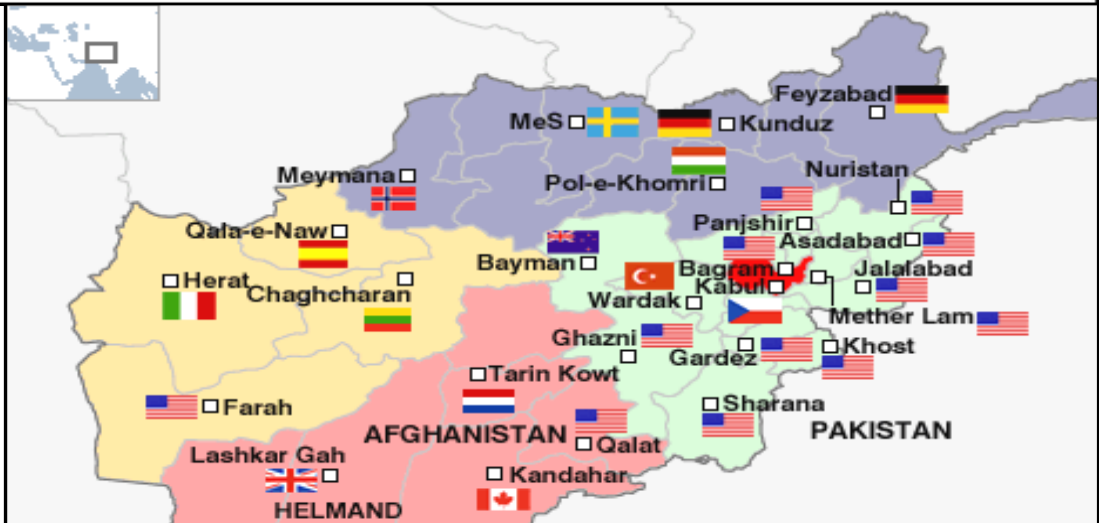 Feyzabad
MeS
Kunduz
Meymana
Pol-e-Khomri
Nuristan
Panjshir
Qala-e-Naw
Asadabad
Bayman
Bagram
Jalalabad
Herat
Chaghcharan
Kabul
Wardak
Mether Lam
Ghazni
Gardez
Khost
Tarin Kowt
Farah
Sharana
AFGHANISTAN
PAKISTAN
Qalat
Lashkar Gah
Kandahar
HELMAND